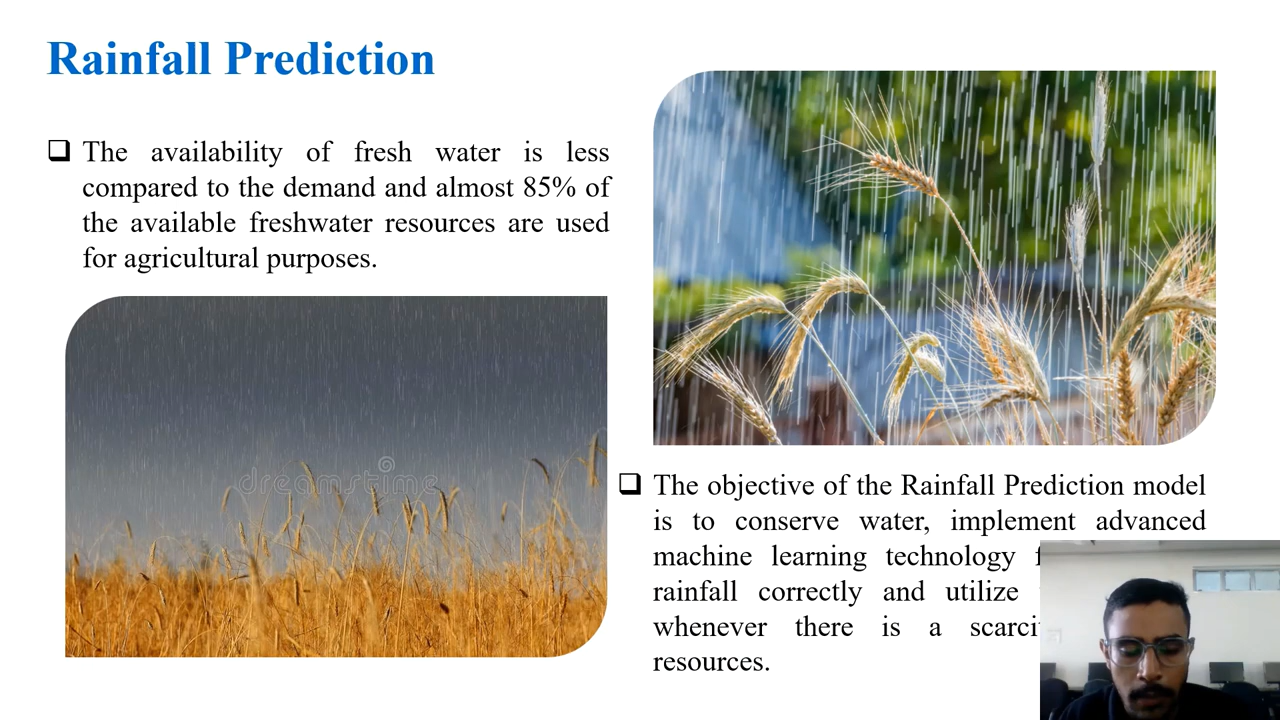 Rainfall Prediction
The availability of fresh water is less
compared to the demand and almost 85% of
the available freshwater resources are used
for agricultural purposes.
dreamstime
The objective of the Rainfall Prediction model
is to conserve water, implement advanced
machine learning technology
rainfall correctly and utilize
whenever there is a
resources.